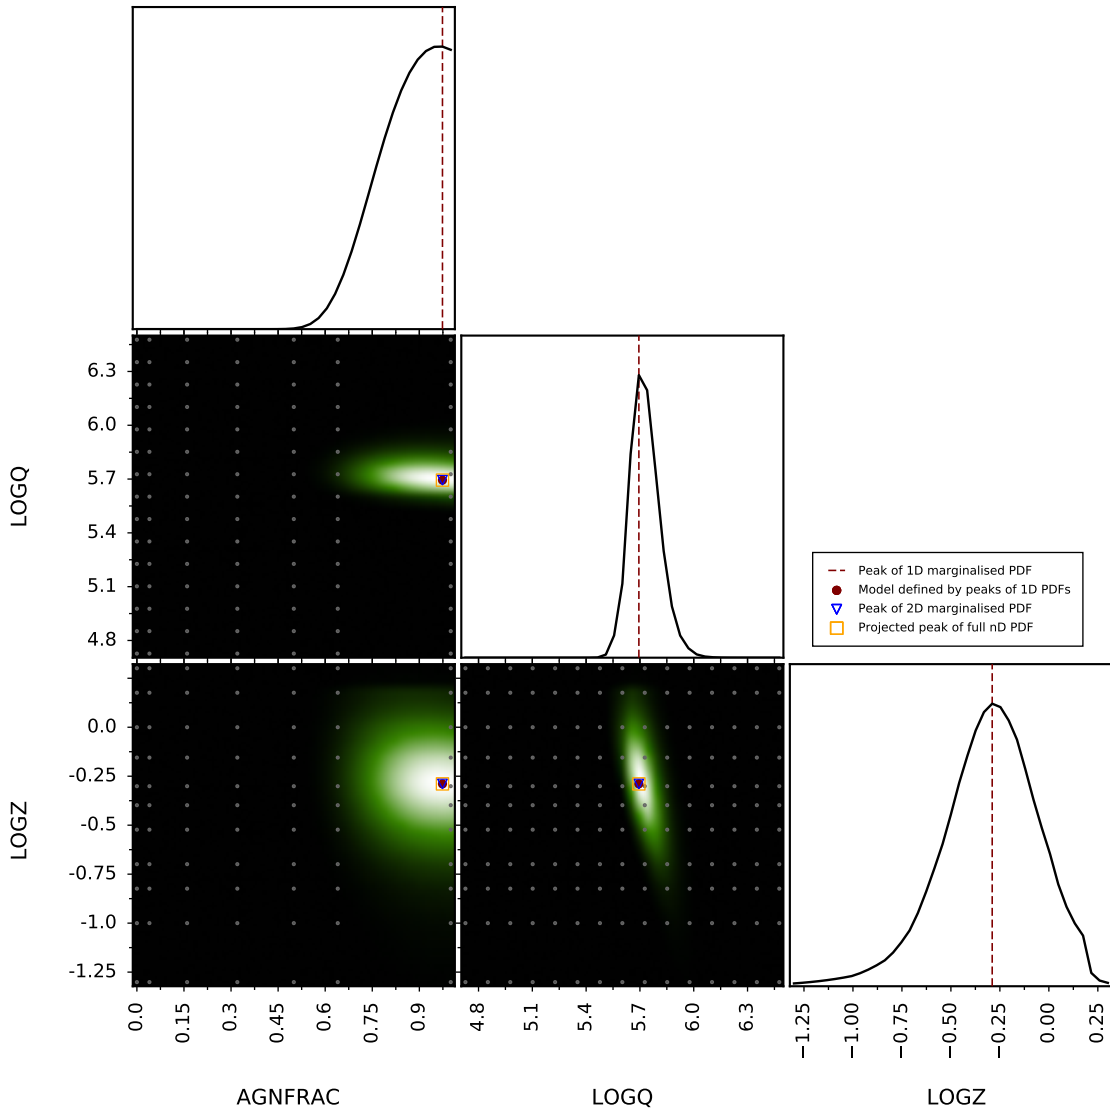 6.3
6.0
5.7
5.4
5.1
4.8
LOGQ
Peak of 1D marginalised PDF
Model defined by peaks of 1D PDFs
Peak of 2D marginalised PDF
Projected peak of full nD PDF
0.0
-0.25
-0.5
-0.75
-1.0
-1.25
LOGZ
0.0 0.15 0.3 0.45 0.6 0.75 0.9 4.8 5.1 5.4 5.7 6.0 6.3 −1.25 −1.00 −0.75 −0.50 −0.25 0.00 0.25
AGNFRAC LOGQ LOGZ